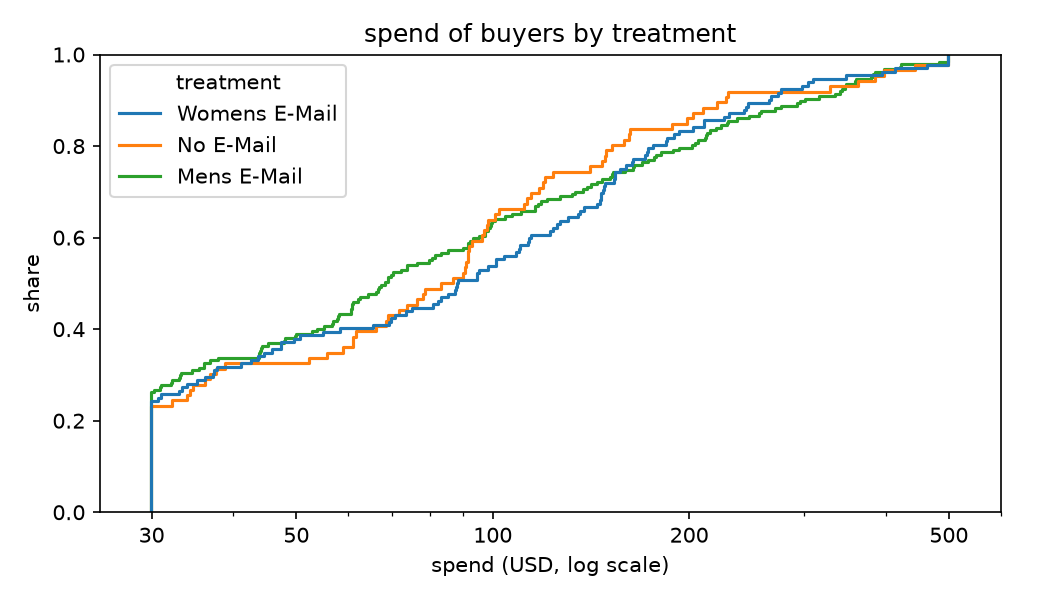 spend of buyers by treatment
1.0
0.8
0.6
0.4
0.2
0.0
share
treatment
Womens E-Mail
No E-Mail
Mens E-Mail
30 50 100 200 500
spend (USD, log scale)